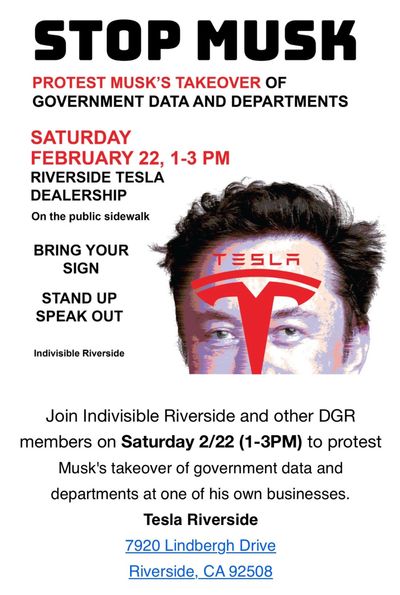 STOP MUSK
PROTEST MUSK'S TAKEOVER OF
GOVERNMENT DATA AND DEPARTMENTS
SATURDAY
FEBRUARY 22, 1-3 PM
RIVERSIDE TESLA
DEALERSHIP
On the public sidewalk
BRING YOUR
SIGN
STAND UP
SPEAK OUT
Indivisible Riverside
TESLA
Join Indivisible Riverside and other DGR
members on Saturday 2/22 (1-3PM) to protest
Musk's takeover of government data and
departments at one of his own businesses.
Tesla Riverside
7920 Lindbergh Drive
Riverside, CA 92508